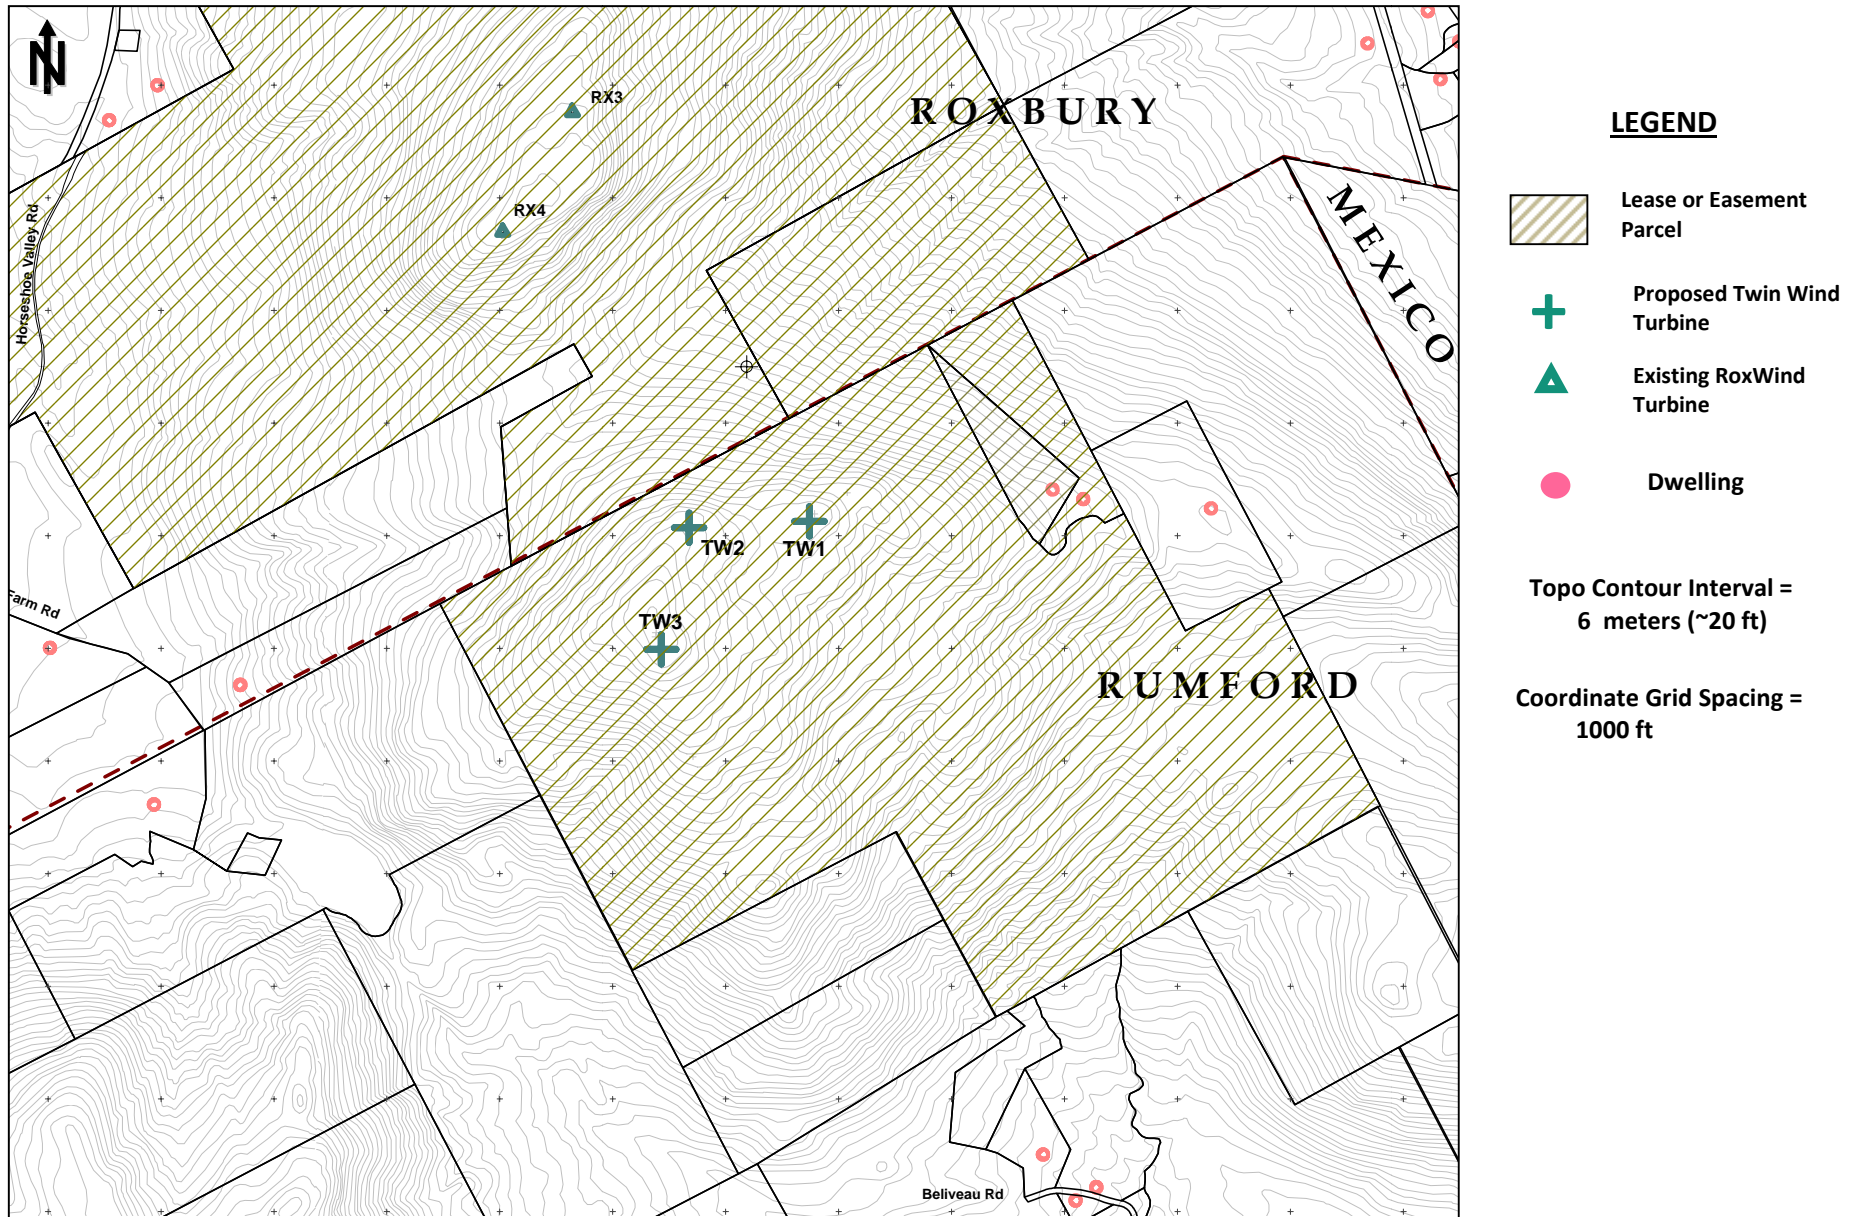 N
RX3
ROXBURY
RX4
MEXICO
Horseshoe Valley Rd
TW2
TW1
Farm Rd
TW3
RUMFORD
Beliveau Rd
LEGEND
Lease or Easement
Parcel
Proposed Twin Wind
Turbine
Existing RoxWind
Turbine
Dwelling
Topo Contour Interval =
6 meters (~20 ft)
Coordinate Grid Spacing =
1000 ft